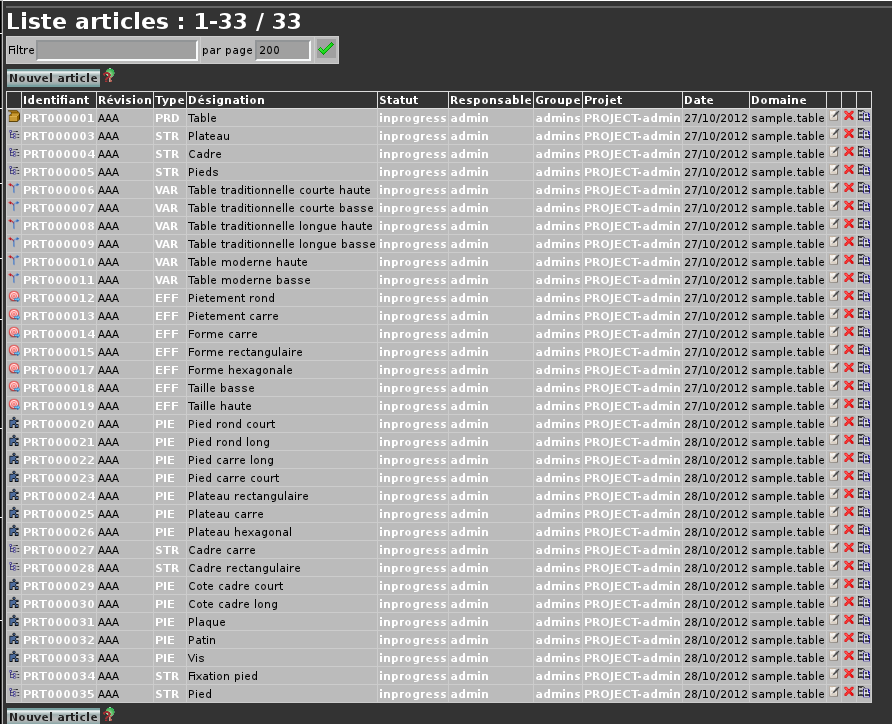 Liste articles : 1-33 / 33
Filtre par page 200
Nouvel article
Identifiant Révision Type Désignation Statut Responsable Groupe Projet Date Domaine
PRT000001 AAA PRD Table inprogress admin admins PROJECT-admin 27/10/2012 sample.table
PRT000003 AAA STR Plateau inprogress admin admins PROJECT-admin 27/10/2012 sample.table
PRT000004 AAA STR Cadre inprogress admin admins PROJECT-admin 27/10/2012 sample.table
PRT000005 AAA STR Pieds inprogress admin admins PROJECT-admin 27/10/2012 sample.table
PRT000006 AAA VAR Table traditionnelle courte haute inprogress admin admins PROJECT-admin 27/10/2012 sample.table
PRT000007 AAA VAR Table traditionnelle courte basse inprogress admin admins PROJECT-admin 27/10/2012 sample.table
PRT000008 AAA VAR Table traditionnelle longue haute inprogress admin admins PROJECT-admin 27/10/2012 sample.table
PRT000009 AAA VAR Table traditionnelle longue basse inprogress admin admins PROJECT-admin 27/10/2012 sample.table
PRT000010 AAA VAR Table moderne haute inprogress admin admins PROJECT-admin 27/10/2012 sample.table
PRT000011 AAA VAR Table moderne basse inprogress admin admins PROJECT-admin 27/10/2012 sample.table
PRT000012 AAA EFF Pietement rond inprogress admin admins PROJECT-admin 27/10/2012 sample.table
PRT000013 AAA EFF Pietement carre inprogress admin admins PROJECT-admin 27/10/2012 sample.table
PRT000014 AAA EFF Forme carre inprogress admin admins PROJECT-admin 27/10/2012 sample.table
PRT000015 AAA EFF Forme rectangulaire inprogress admin admins PROJECT-admin 27/10/2012 sample.table
PRT000017 AAA EFF Forme hexagonale inprogress admin admins PROJECT-admin 27/10/2012 sample.table
PRT000018 AAA EFF Taille basse inprogress admin admins PROJECT-admin 27/10/2012 sample.table
PRT000019 AAA EFF Taille haute inprogress admin admins PROJECT-admin 27/10/2012 sample.table
PRT000020 AAA PIE Pied rond court inprogress admin admins PROJECT-admin 28/10/2012 sample.table
PRT000021 AAA PIE Pied rond long inprogress admin admins PROJECT-admin 28/10/2012 sample.table
PRT000022 AAA PIE Pied carre long inprogress admin admins PROJECT-admin 28/10/2012 sample.table
PRT000023 AAA PIE Pied carre court inprogress admin admins PROJECT-admin 28/10/2012 sample.table
PRT000024 AAA PIE Plateau rectangulaire inprogress admin admins PROJECT-admin 28/10/2012 sample.table
PRT000025 AAA PIE Plateau carre inprogress admin admins PROJECT-admin 28/10/2012 sample.table
PRT000026 AAA PIE Plateau hexagonal inprogress admin admins PROJECT-admin 28/10/2012 sample.table
PRT000027 AAA STR Cadre carre inprogress admin admins PROJECT-admin 28/10/2012 sample.table
PRT000028 AAA STR Cadre rectangulaire inprogress admin admins PROJECT-admin 28/10/2012 sample.table
PRT000029 AAA PIE Cote cadre court inprogress admin admins PROJECT-admin 28/10/2012 sample.table
PRT000030 AAA PIE Cote cadre long inprogress admin admins PROJECT-admin 28/10/2012 sample.table
PRT000031 AAA PIE Plaque inprogress admin admins PROJECT-admin 28/10/2012 sample.table
PRT000032 AAA PIE Patin inprogress admin admins PROJECT-admin 28/10/2012 sample.table
PRT000033 AAA PIE Vis inprogress admin admins PROJECT-admin 28/10/2012 sample.table
PRT000034 AAA STR Fixation pied inprogress admin admins PROJECT-admin 28/10/2012 sample.table
PRT000035 AAA STR Pied inprogress admin admins PROJECT-admin 28/10/2012 sample.table
Nouvel article